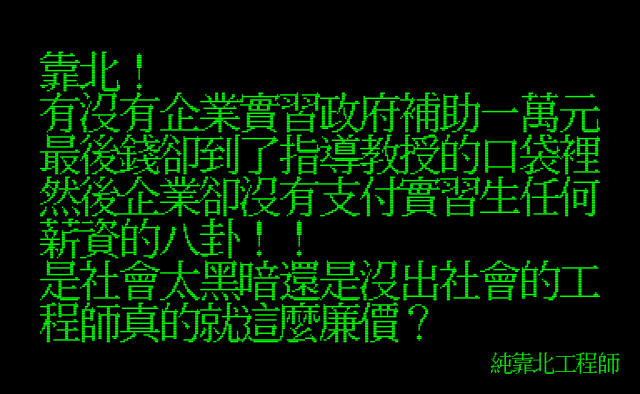 靠北！
有沒有企業實習政府補助一萬元
最後錢卻到了指導教授的口袋裡
然後企業卻沒有支付實習生任何
薪資的八卦！！
是社會太黑暗還是沒出社會的工
程師真的就這麼廉價？
純靠北工程師